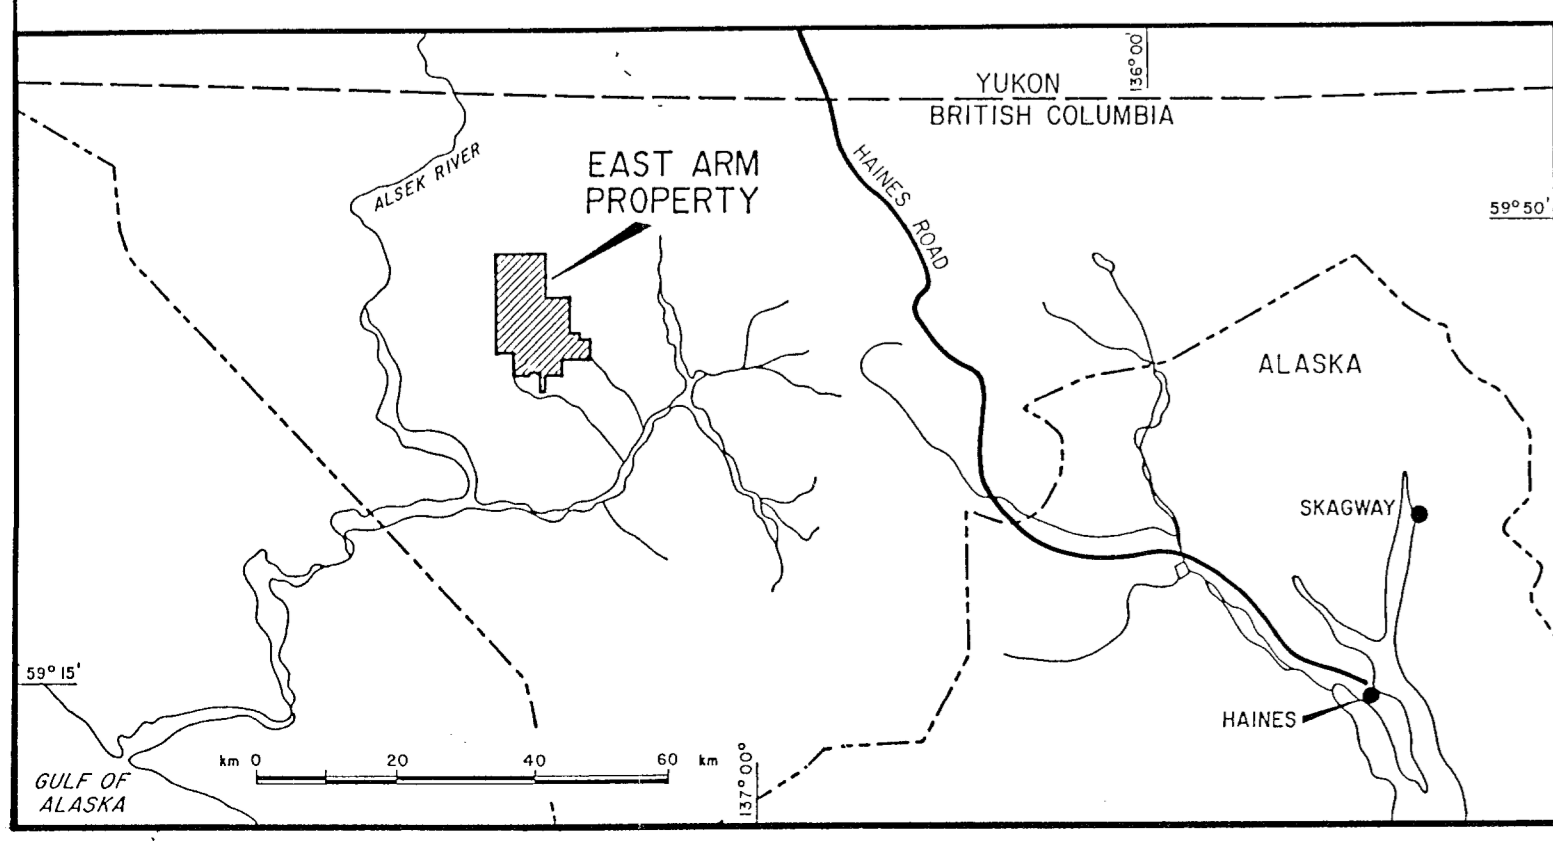 136° 00'
YUKON
BRITISH COLUMBIA
ALSEK RIVER
EAST ARM
PROPERTY
HAINES ROAD
59° 50'
ALASKA
SKAGWAY
59° 15'
HAINES
km 0 20 40 60 km
137° 00°
GULF OF
ALASKA